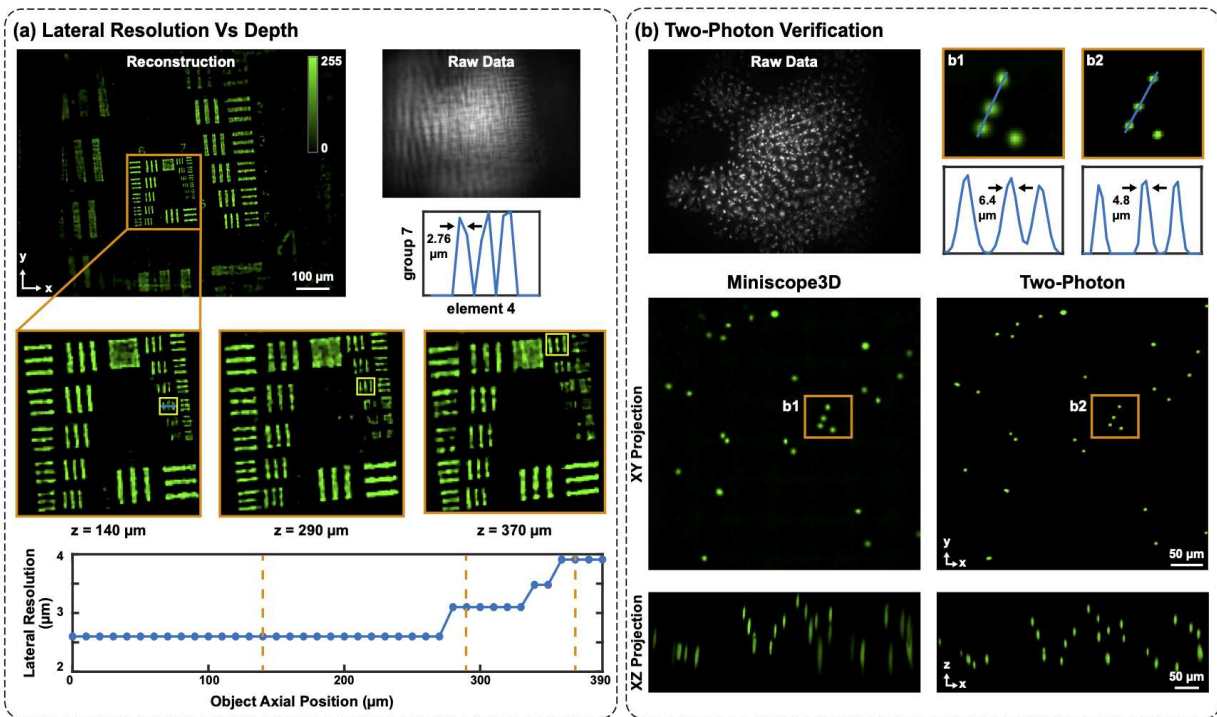 (a) Lateral Resolution Vs Depth
Reconstruction
255
0
y
x
100 µm
Raw Data
group 7
2.76
µm
element 4
z = 140 µm
z = 290 µm
z = 370 µm
Lateral Resolution
(µm)
4
3
2
0
100
200
300
390
Object Axial Position (µm)
(b) Two-Photon Verification
Raw Data
b1
b2
6.4
µm
4.8
µm
Miniscope3D
Two-Photon
XY Projection
b1
b2
y
x
50 µm
XZ Projection
z
x
50 µm